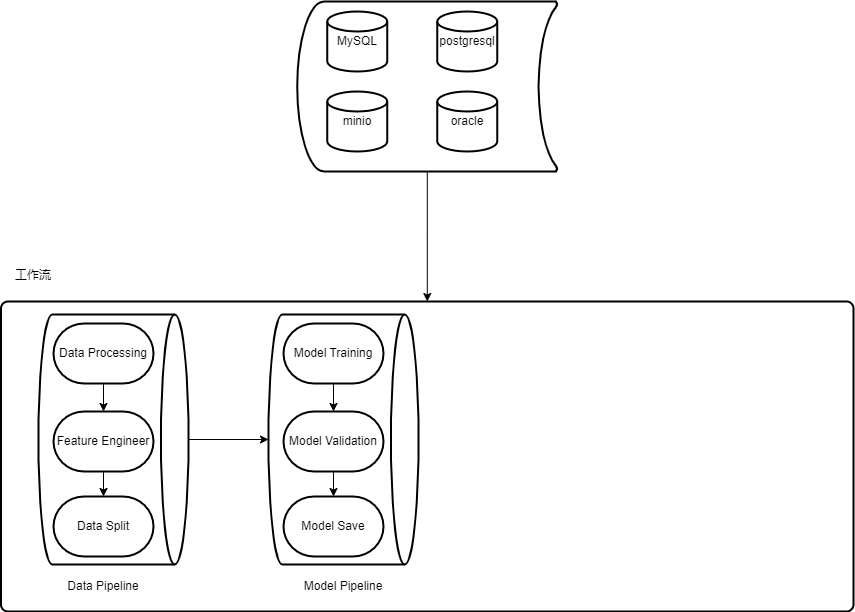 MySQL
postgresql
minio
oracle
工作流
Data Processing
Feature Engineer
Data Split
Data Pipeline
Model Training
Model Validation
Model Save
Model Pipeline